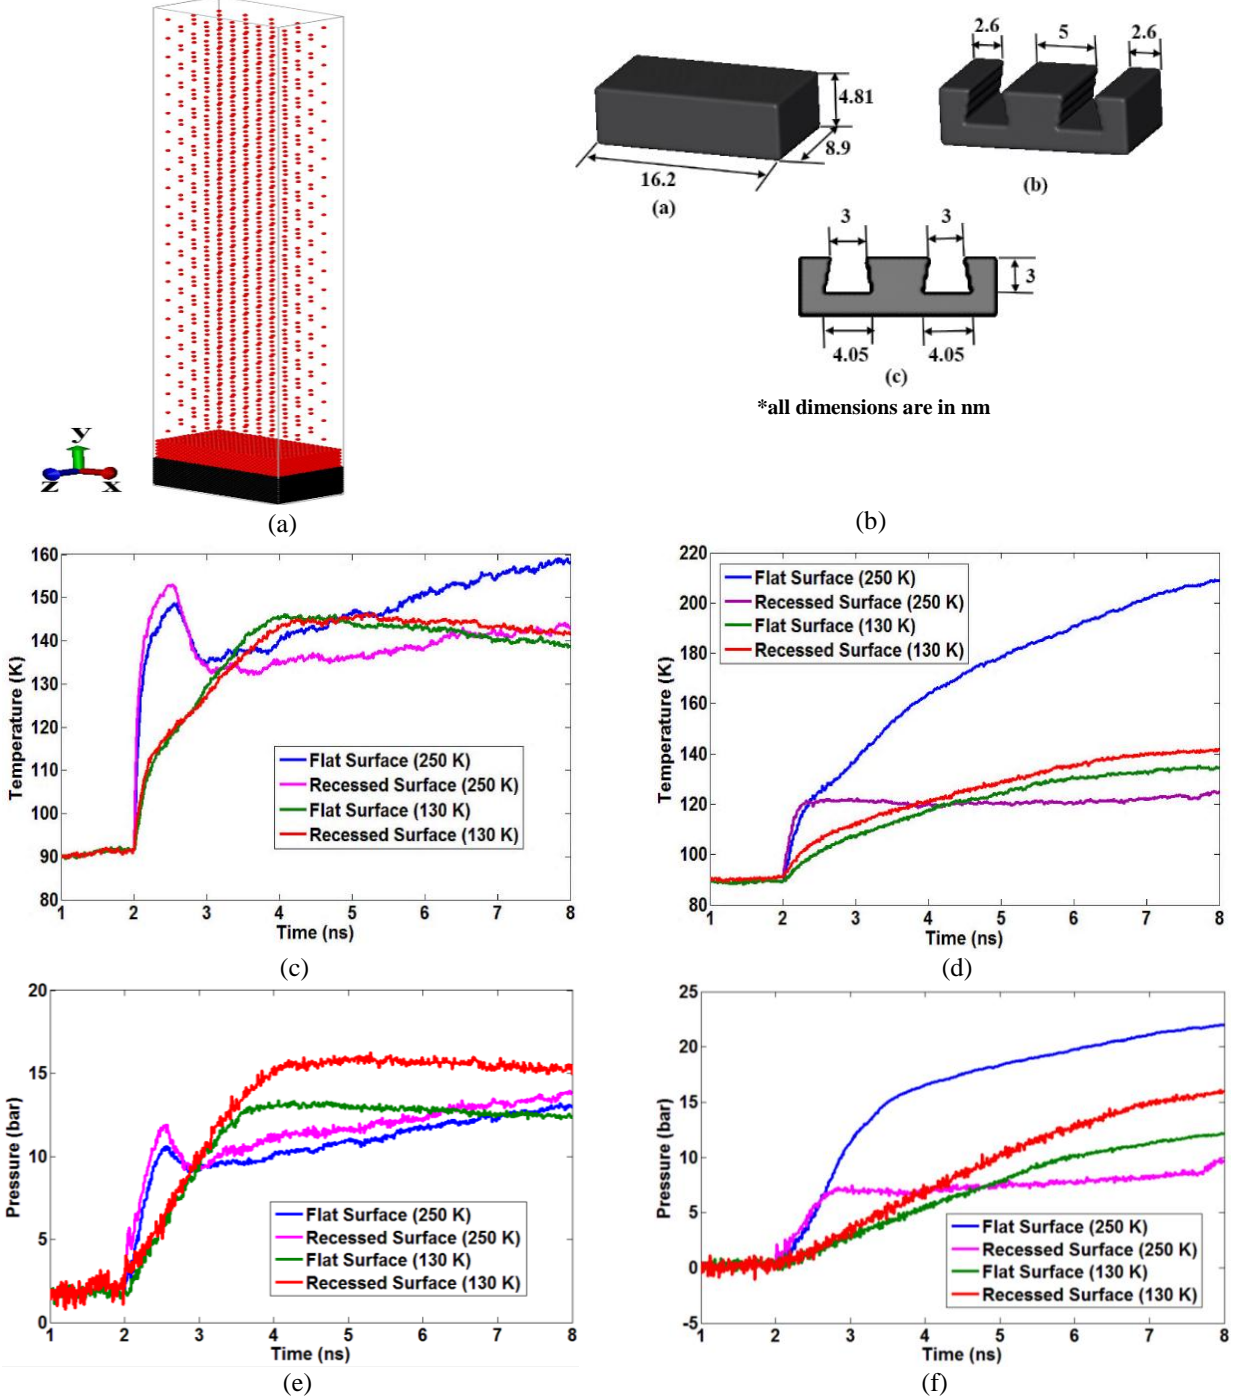 y
z
x
(a)
4.81
8.9
16.2
(a)
2.6
5
2.6
(b)
3
3
3
4.05
4.05
(c)
*all dimensions are in nm
(b)
160
150
140
130
120
110
100
90
80
1 2 3 4 5 6 7 8
Temperature (K)
Time (ns)
Flat Surface (250 K)
Recessed Surface (250 K)
Flat Surface (130 K)
Recessed Surface (130 K)
(c)
220
200
180
160
140
120
100
80
1 2 3 4 5 6 7 8
Temperature (K)
Time (ns)
Flat Surface (250 K)
Recessed Surface (250 K)
Flat Surface (130 K)
Recessed Surface (130 K)
(d)
20
15
10
5
0
1 2 3 4 5 6 7 8
Pressure (bar)
Time (ns)
Flat Surface (250 K)
Recessed Surface (250 K)
Flat Surface (130 K)
Recessed Surface (130 K)
(e)
25
20
15
10
5
0
-5
1 2 3 4 5 6 7 8
Pressure (bar)
Time (ns)
Flat Surface (250 K)
Recessed Surface (250 K)
Flat Surface (130 K)
Recessed Surface (130 K)
(f)